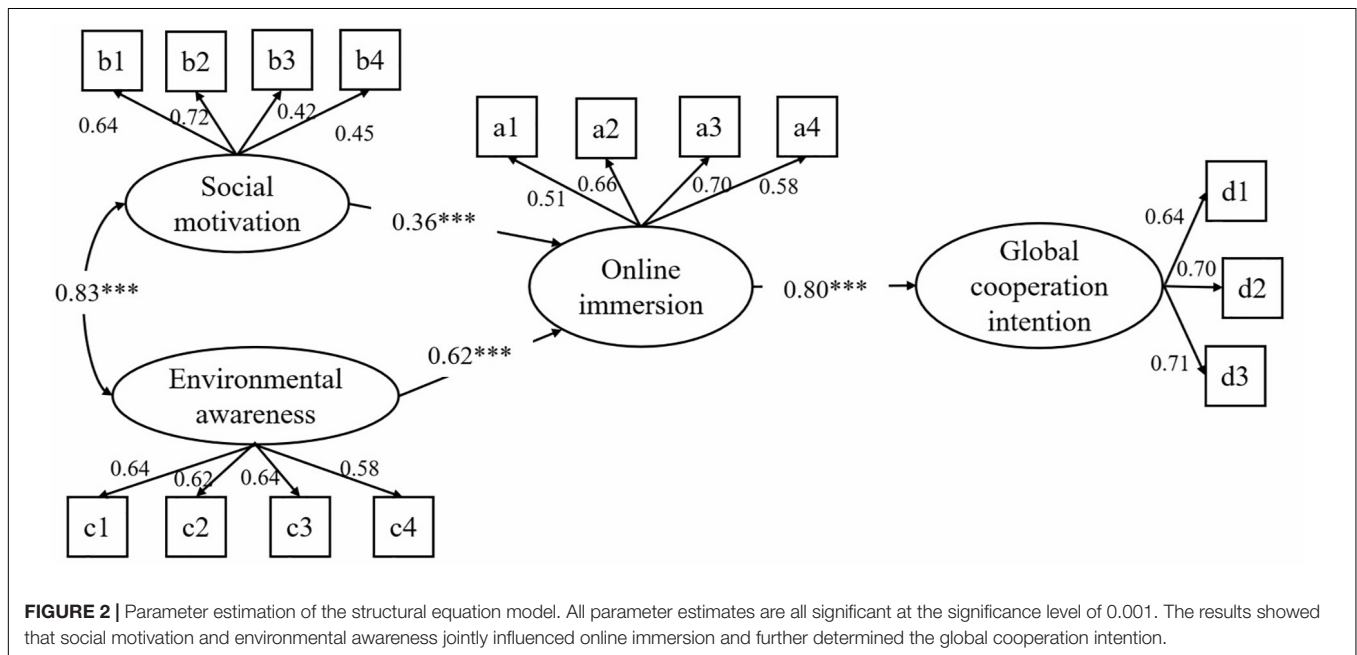 b1 b2 b3 b4
0.64 0.72 0.42 0.45
a1 a2 a3 a4
0.51 0.66 0.70 0.58
Social
motivation
0.36***
0.83***
Online
immersion
0.80***
Global
cooperation
intention
0.64 d1
0.70 d2
0.71 d3
0.62***
Environmental
awareness
0.64 0.62 0.64 0.58
c1 c2 c3 c4
FIGURE 2 | Parameter estimation of the structural equation model. All parameter estimates are all significant at the significance level of 0.001. The results showed
that social motivation and environmental awareness jointly influenced online immersion and further determined the global cooperation intention.